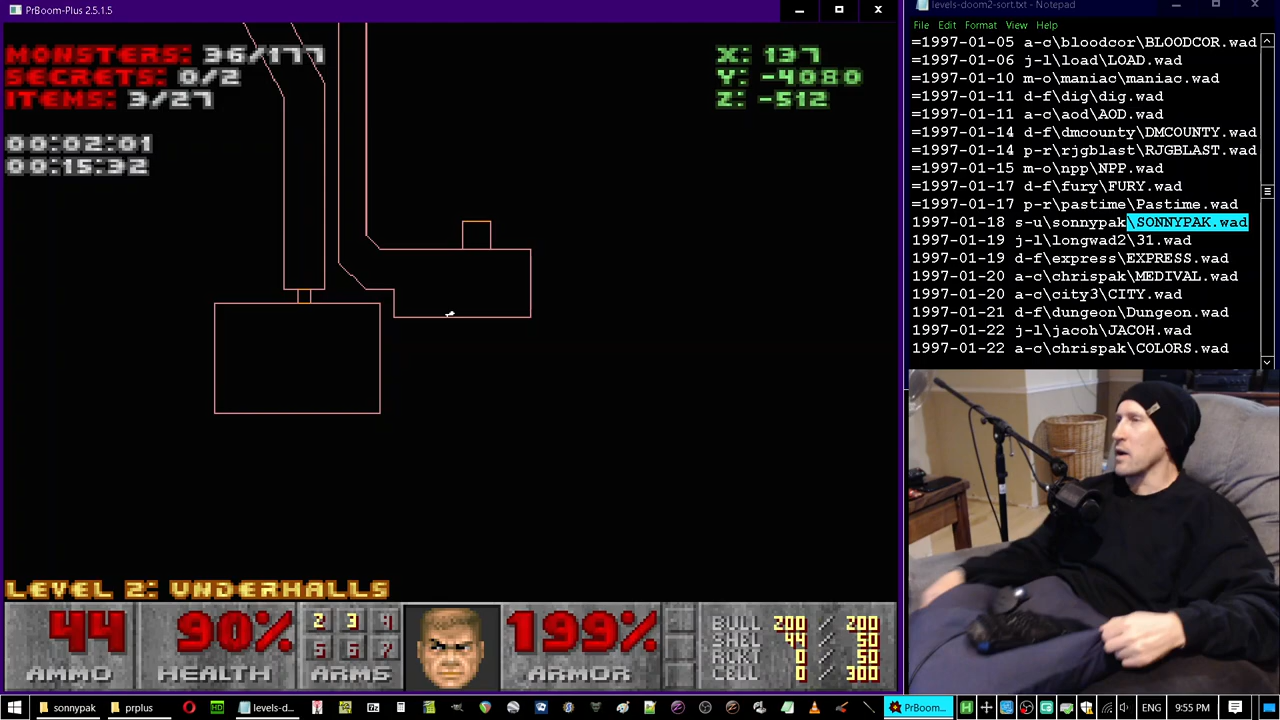 PrBoom-Plus 2.5.1.5
MONSTERS: 36/177
SECRETS: 0/2
ITEMS: 3/27
00:02:01
00:15:32
X: 137
Y: -4080
Z: -512
LEVEL 2: UNDERHALLS
44
AMMO
90%
HEALTH
2 3 4
5 6 7
ARMS
199%
ARMOR
BULL 200 / 200
SHEL 44 / 50
RCKT 0 / 50
CELL 0 / 300
levels-doom2-sort.txt - Notepad
File Edit Format View Help
=1997-01-05 a-c\bloodcor\BLOODCOR.wad
=1997-01-06 j-l\load\LOAD.wad
=1997-01-10 m-o\maniac\maniac.wad
=1997-01-11 d-f\dig\dig.wad
=1997-01-11 a-c\aod\AOD.wad
=1997-01-14 d-f\dmcounty\DMCOUNTY.wad
=1997-01-14 p-r\rjgblast\RJGBLAST.wad
=1997-01-15 m-o\npp\NPP.wad
=1997-01-17 d-f\fury\FURY.wad
=1997-01-17 p-r\pastime\Pastime.wad
1997-01-18 s-u\sonnypak\SONNYPAK.wad
1997-01-19 j-l\longwad2\31.wad
1997-01-19 d-f\express\EXPRESS.wad
1997-01-20 a-c\chrispak\MEDIVAL.wad
1997-01-20 a-c\city3\CITY.wad
1997-01-21 d-f\dungeon\Dungeon.wad
1997-01-22 j-l\jacoh\JACOH.wad
1997-01-22 a-c\chrispak\COLORS.wad
sonnypak
prplus
levels-d...
PrBoom...
ENG
9:55 PM